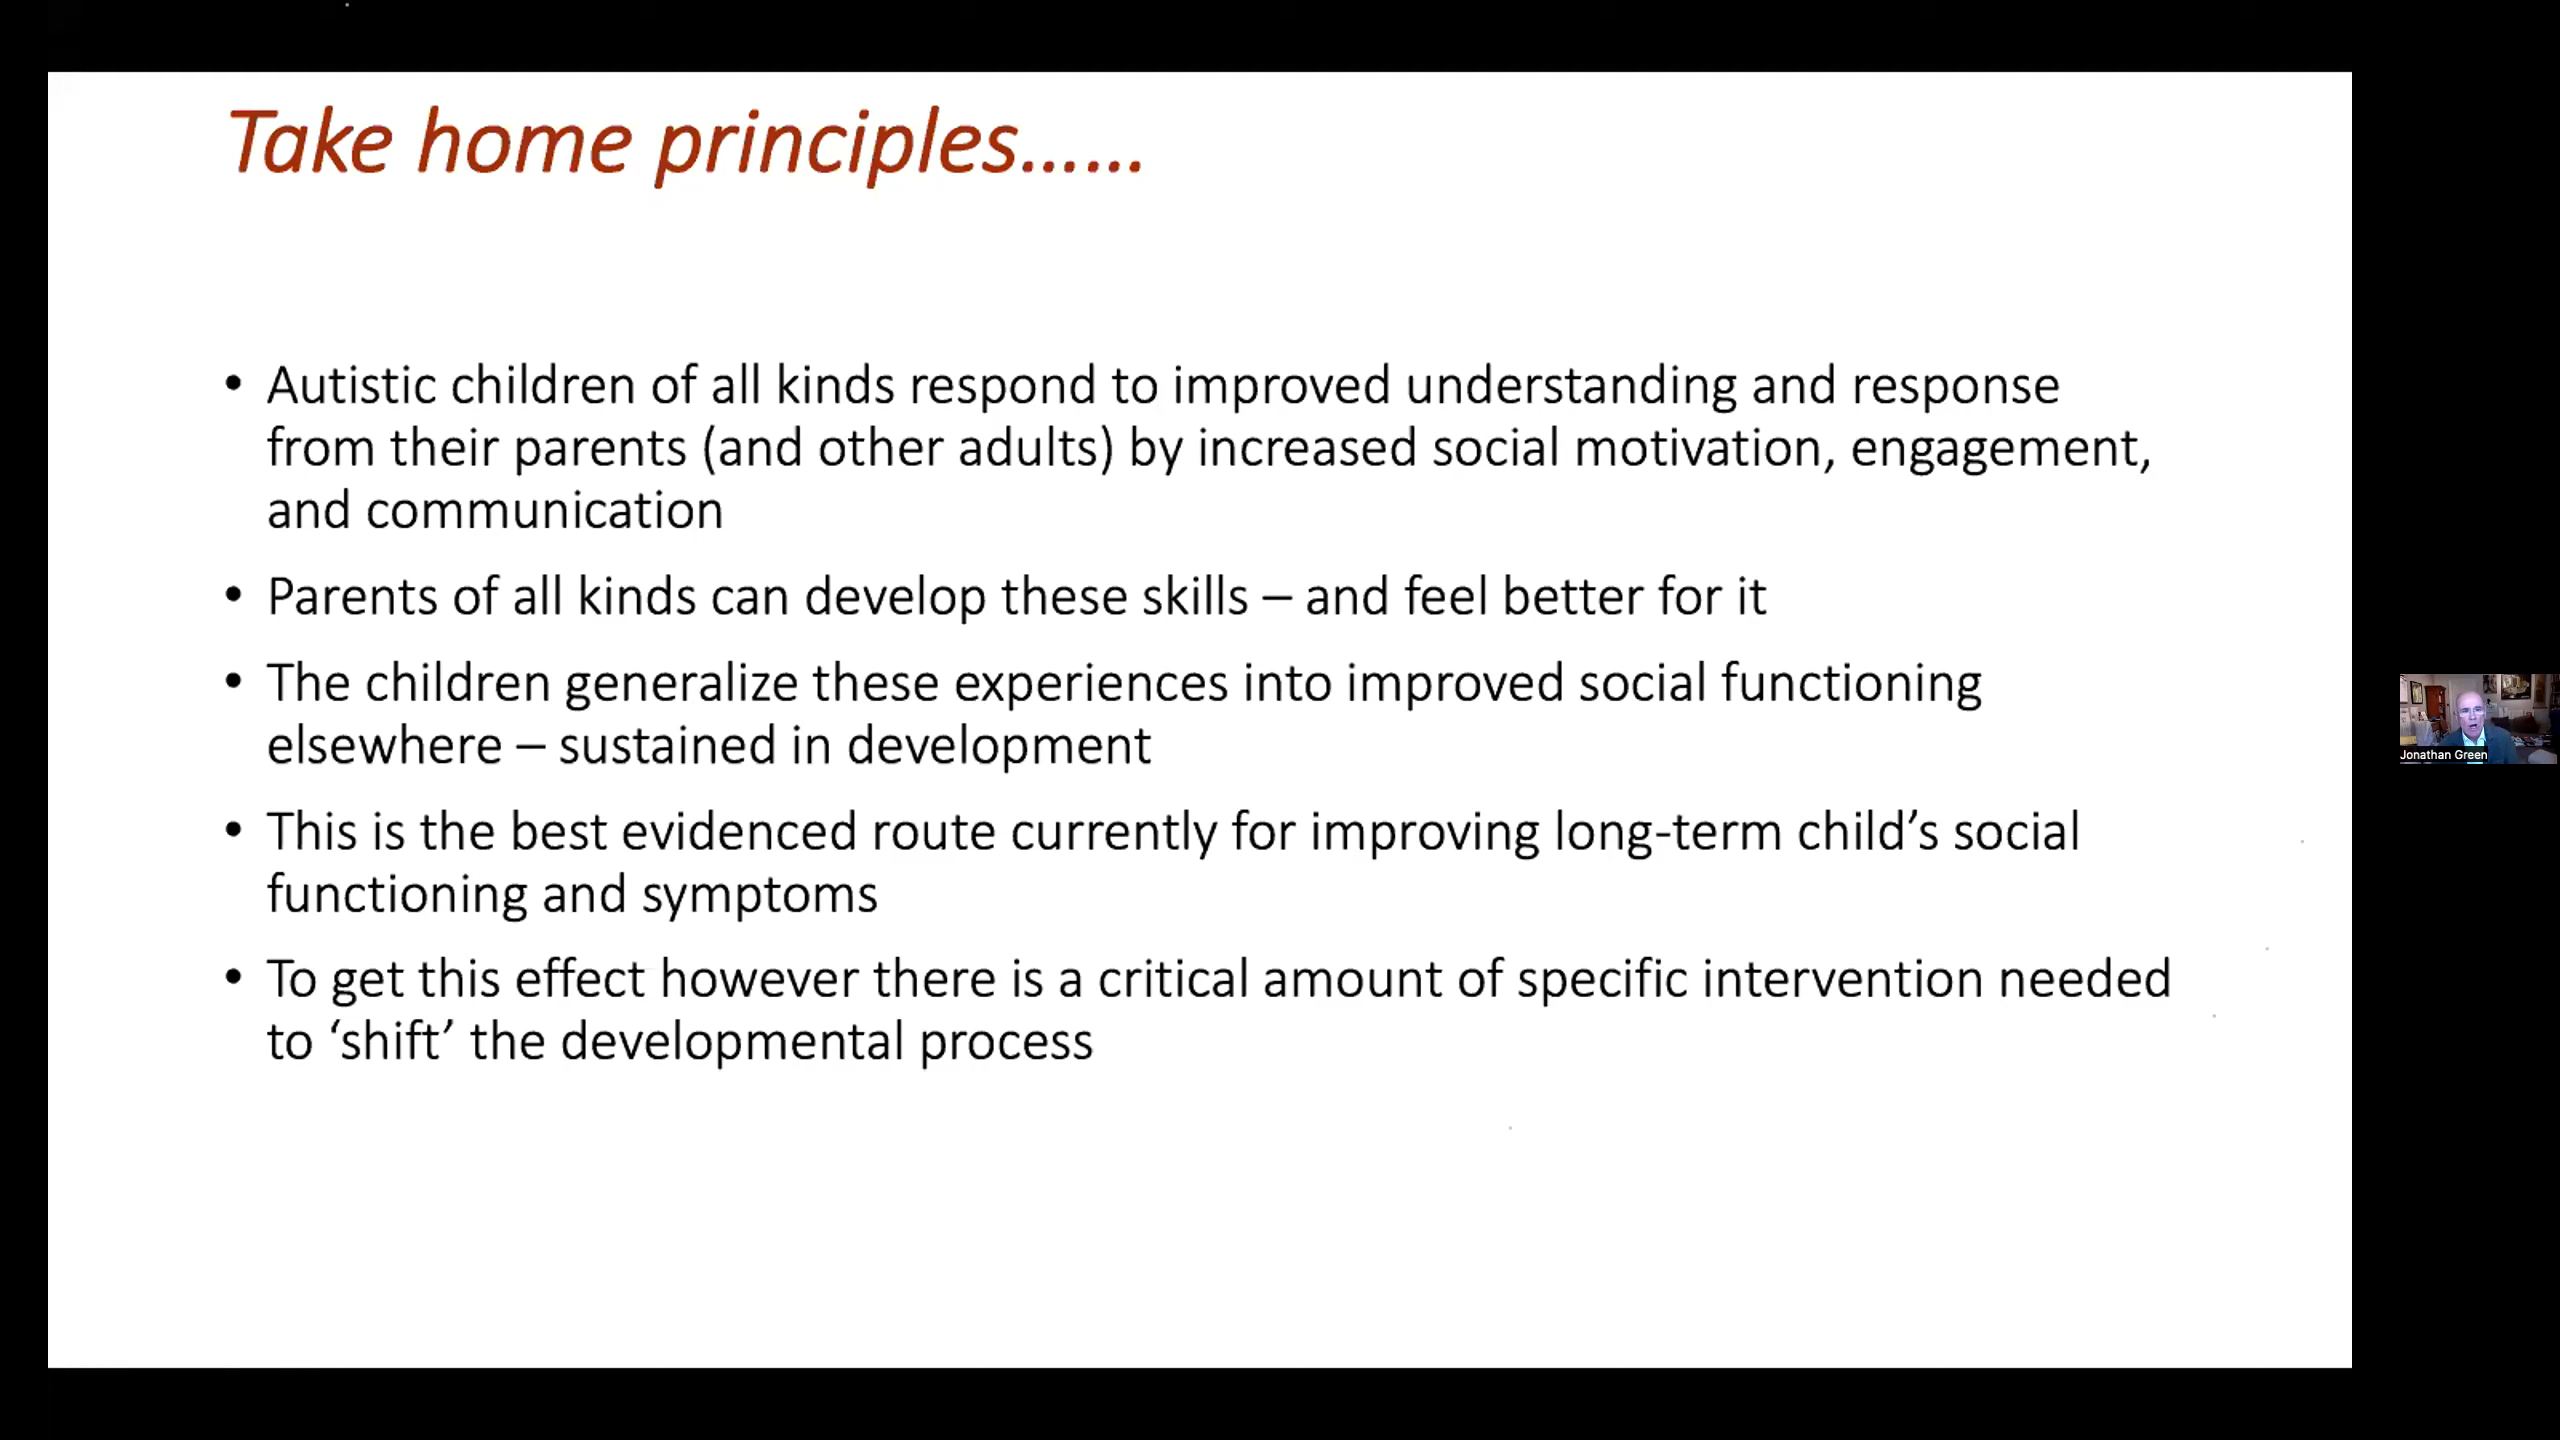 Take home principles......
• Autistic children of all kinds respond to improved understanding and response
from their parents (and other adults) by increased social motivation, engagement,
and communication
• Parents of all kinds can develop these skills – and feel better for it
• The children generalize these experiences into improved social functioning
elsewhere – sustained in development
• This is the best evidenced route currently for improving long-term child’s social
functioning and symptoms
• To get this effect however there is a critical amount of specific intervention needed
to ‘shift’ the developmental process
Jonathan Green